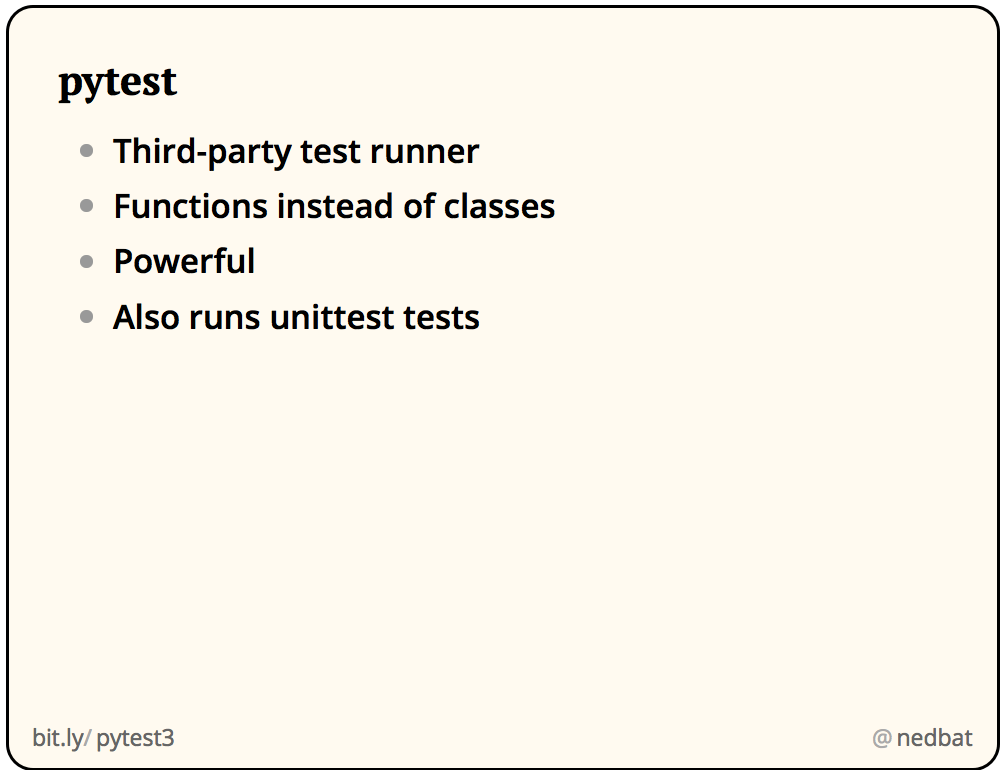 pytest
Third-party test runner
Functions instead of classes
Powerful
Also runs unittest tests
bit.ly/pytest3
@nedbat